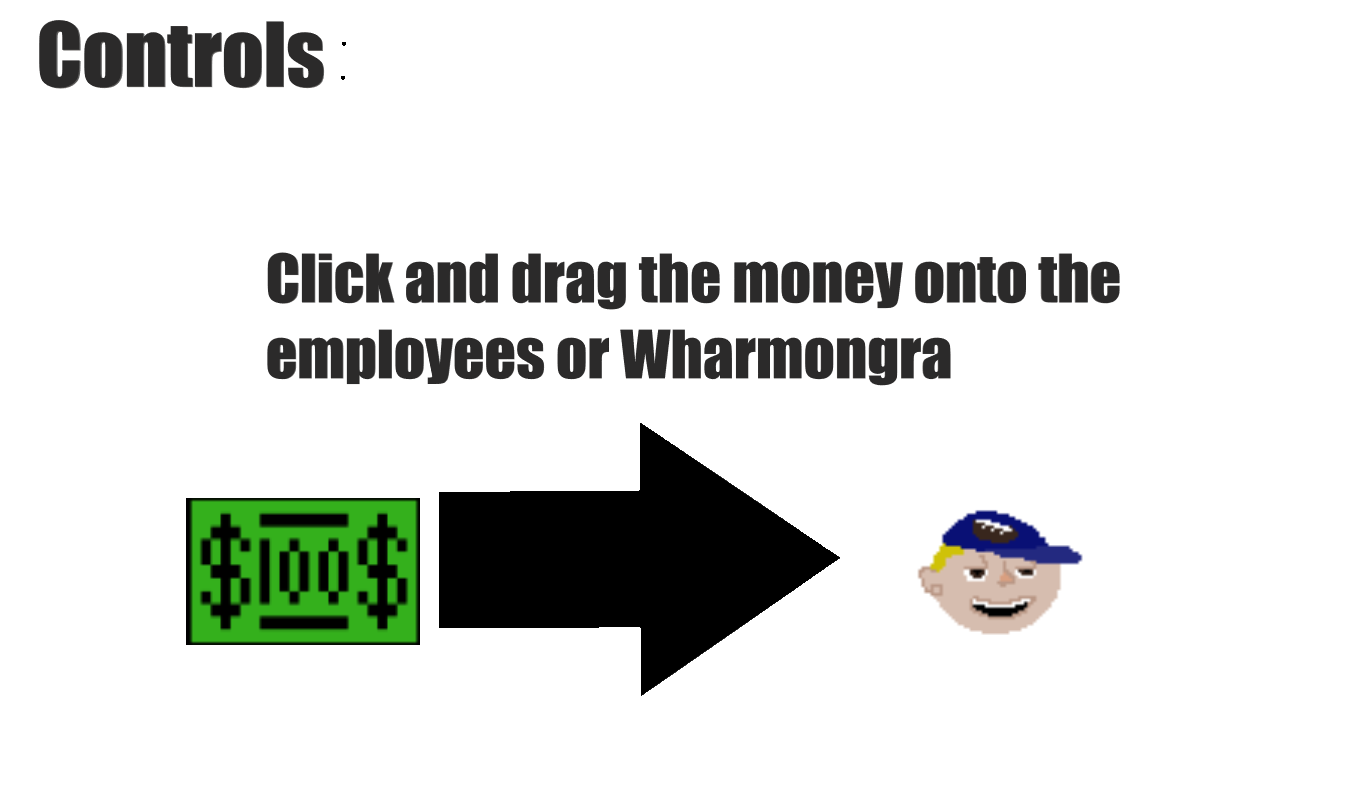 Controls :
Click and drag the money onto the
employees or Wharmongra
$100$